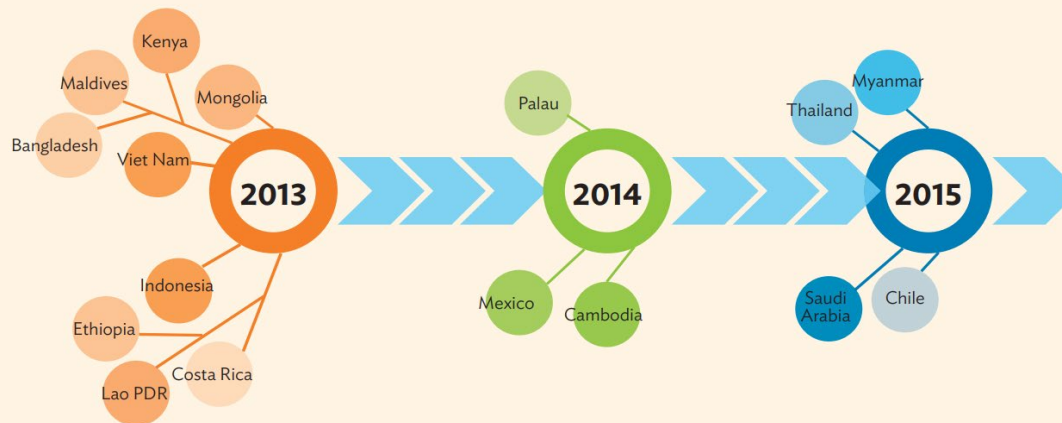 Kenya
Maldives
Mongolia
Bangladesh
Viet Nam
2013
Indonesia
Ethiopia
Costa Rica
Lao PDR
Palau
2014
Mexico
Cambodia
Myanmar
Thailand
2015
Saudi
Arabia
Chile